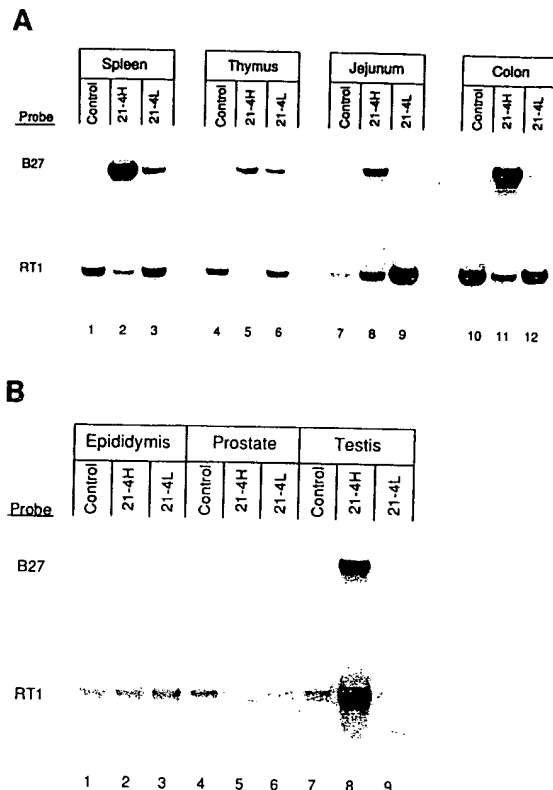 A
Spleen Thymus Jejunum Colon
Probe Control 21-4H 21-4L Control 21-4H 21-4L Control 21-4H 21-4L Control 21-4H 21-4L
B27
RT1
1 2 3 4 5 6 7 8 9 10 11 12
B
Epididymis Prostate Testis
Probe Control 21-4H 21-4L Control 21-4H 21-4L Control 21-4H 21-4L
B27
RT1
1 2 3 4 5 6 7 8 9